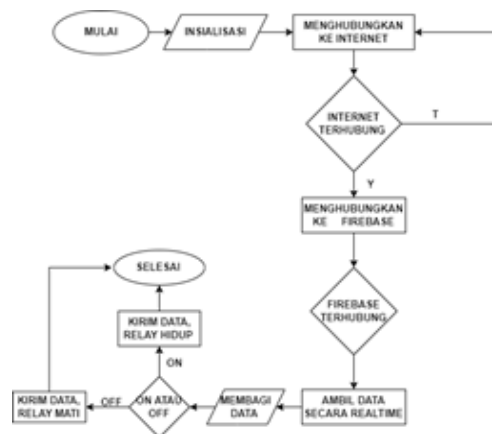 MULAI
INSIALISASI
MENGHUBUNGKAN
KE INTERNET
INTERNET
TERHUBUNG
T
Y
MENGHUBUNGKAN
KE FIREBASE
FIREBASE
TERHUBUNG
AMBIL DATA
SECARA REALTIME
MEMBAGI
DATA
ON ATAU
OFF
ON
KIRIM DATA,
RELAY HIDUP
OFF
KIRIM DATA,
RELAY MATI
SELESAI